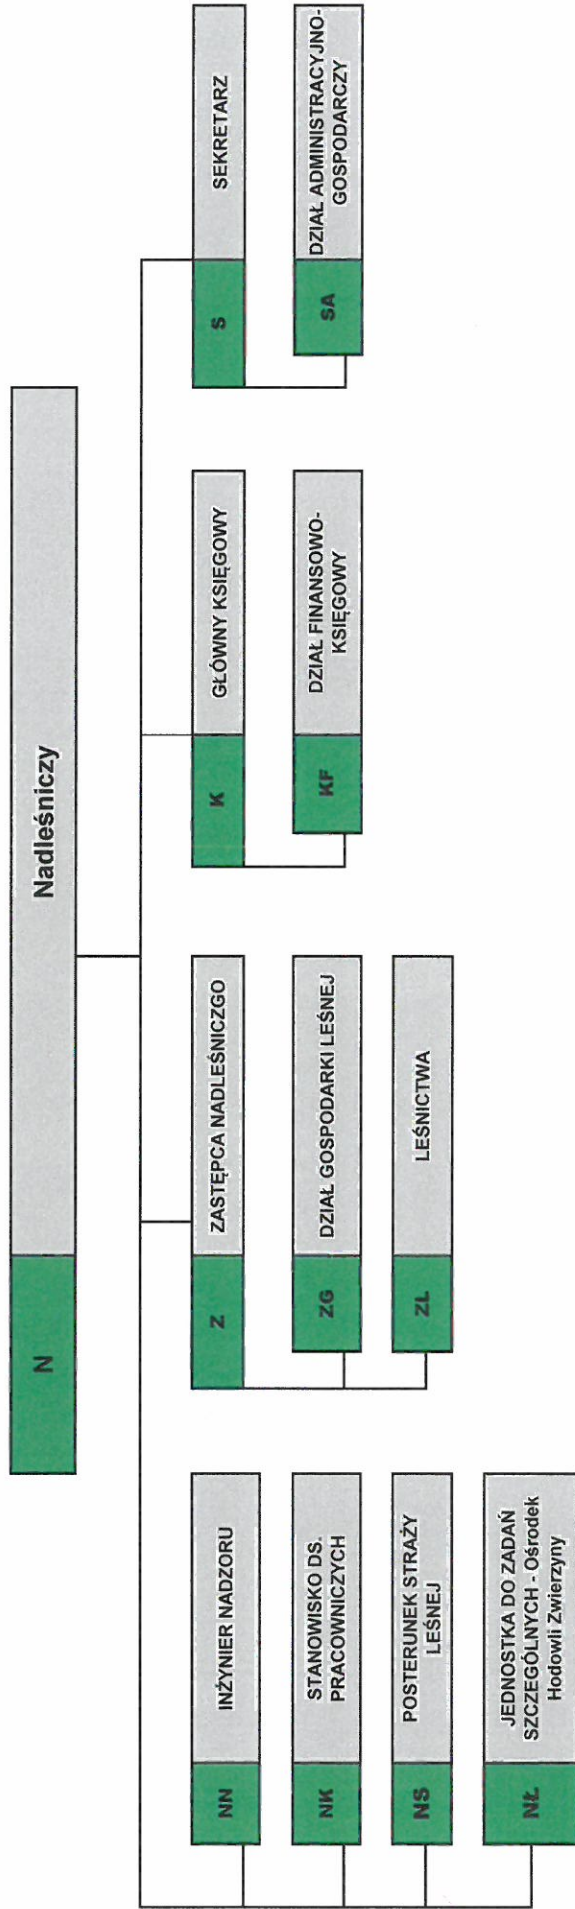 N
Nadleśniczy
NN
INŻYNIER NADZORU
NK
STANOWISKO DS.
PRACOWNICZYCH
NS
POSTERUNEK STRAŻY
LEŚNEJ
NŁ
JEDNOSTKA DO ZADAŃ
SZCZEGÓLNYCH - Ośrodek
Hodowli Zwierzyny
Z
ZASTĘPCA NADLEŚNICZGO
ZG
DZIAŁ GOSPODARKI LEŚNEJ
ZL
LEŚNICTWA
K
GŁÓWNY KSIĘGOWY
KF
DZIAŁ FINANSOWO-
KSIĘGOWY
S
SEKRETARZ
SA
DZIAŁ ADMINISTRACYJNO-
GOSPODARCZY